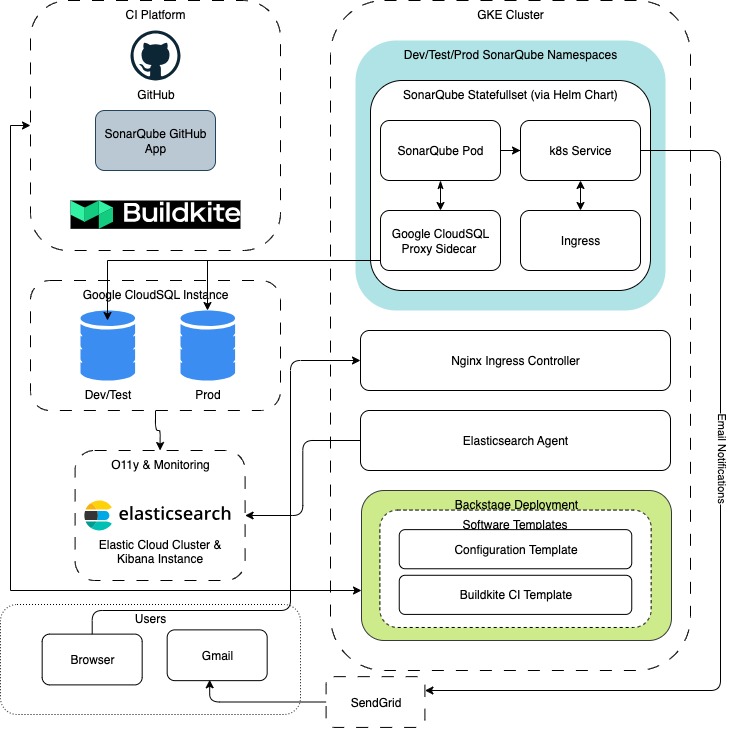 CI Platform
GitHub
SonarQube GitHub
App
Buildkite
Google CloudSQL Instance
Dev/Test
Prod
O11y & Monitoring
elasticsearch
Elastic Cloud Cluster &
Kibana Instance
Users
Browser
Gmail
SendGrid
GKE Cluster
Dev/Test/Prod SonarQube Namespaces
SonarQube Statefullset (via Helm Chart)
SonarQube Pod
k8s Service
Google CloudSQL
Proxy Sidecar
Ingress
Nginx Ingress Controller
Elasticsearch Agent
Backstage Deployment
Software Templates
Configuration Template
Buildkite CI Template
Email Notifications